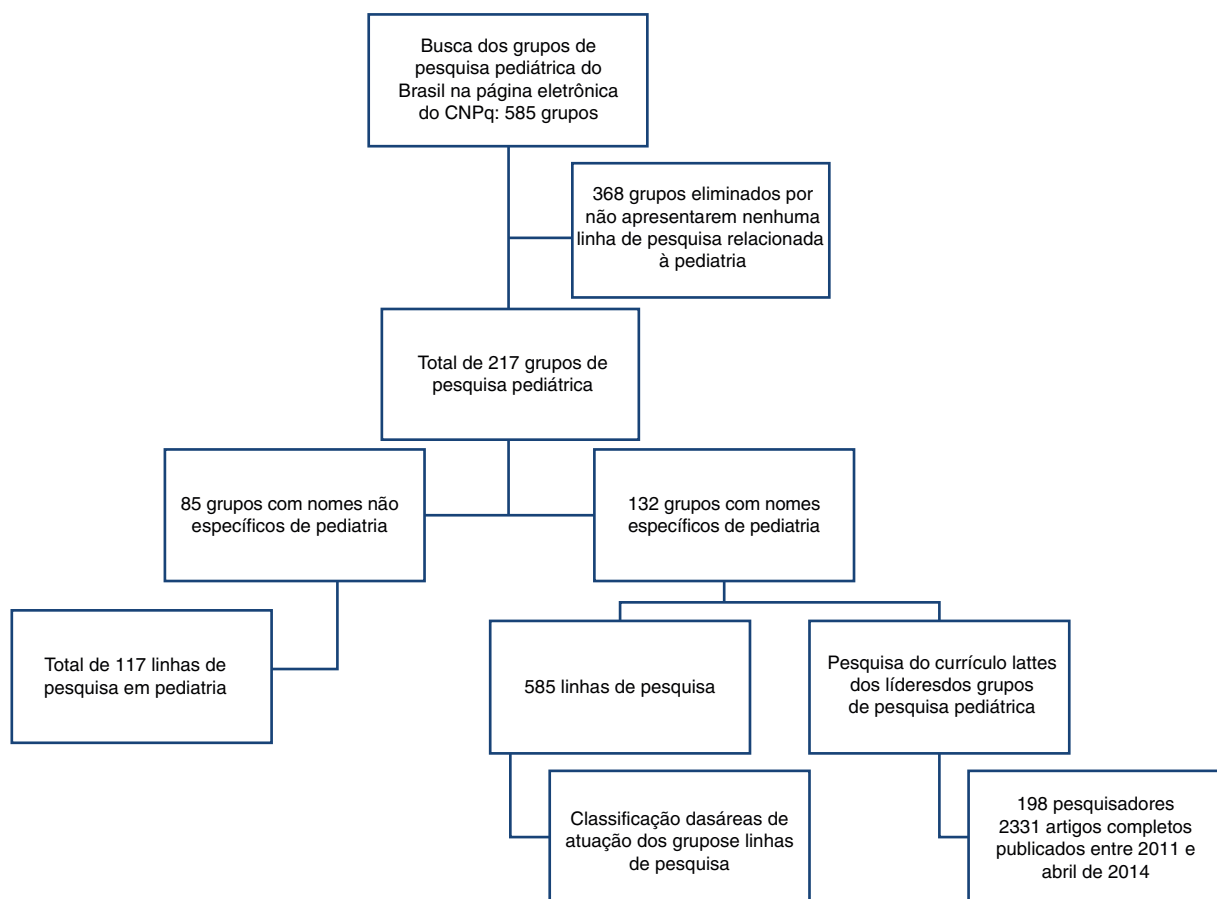 Busca dos grupos de
pesquisa pediátrica do
Brasil na página eletrônica
do CNPq: 585 grupos
368 grupos eliminados por
não apresentarem nenhuma
linha de pesquisa relacionada
à pediatria
Total de 217 grupos de
pesquisa pediátrica
85 grupos com nomes não
específicos de pediatria
132 grupos com nomes
específicos de pediatria
Total de 117 linhas de
pesquisa em pediatria
585 linhas de pesquisa
Pesquisa do currículo lattes
dos líderesdos grupos
de pesquisa pediátrica
Classificação dasáreas de
atuação dos grupose linhas
de pesquisa
198 pesquisadores
2331 artigos completos
publicados entre 2011 e
abril de 2014